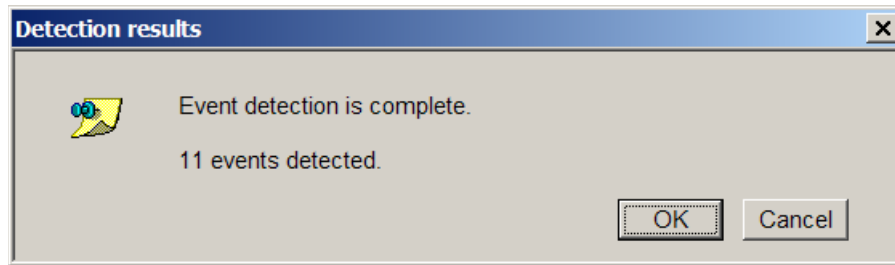 Detection results
Event detection is complete.
11 events detected.
OK Cancel